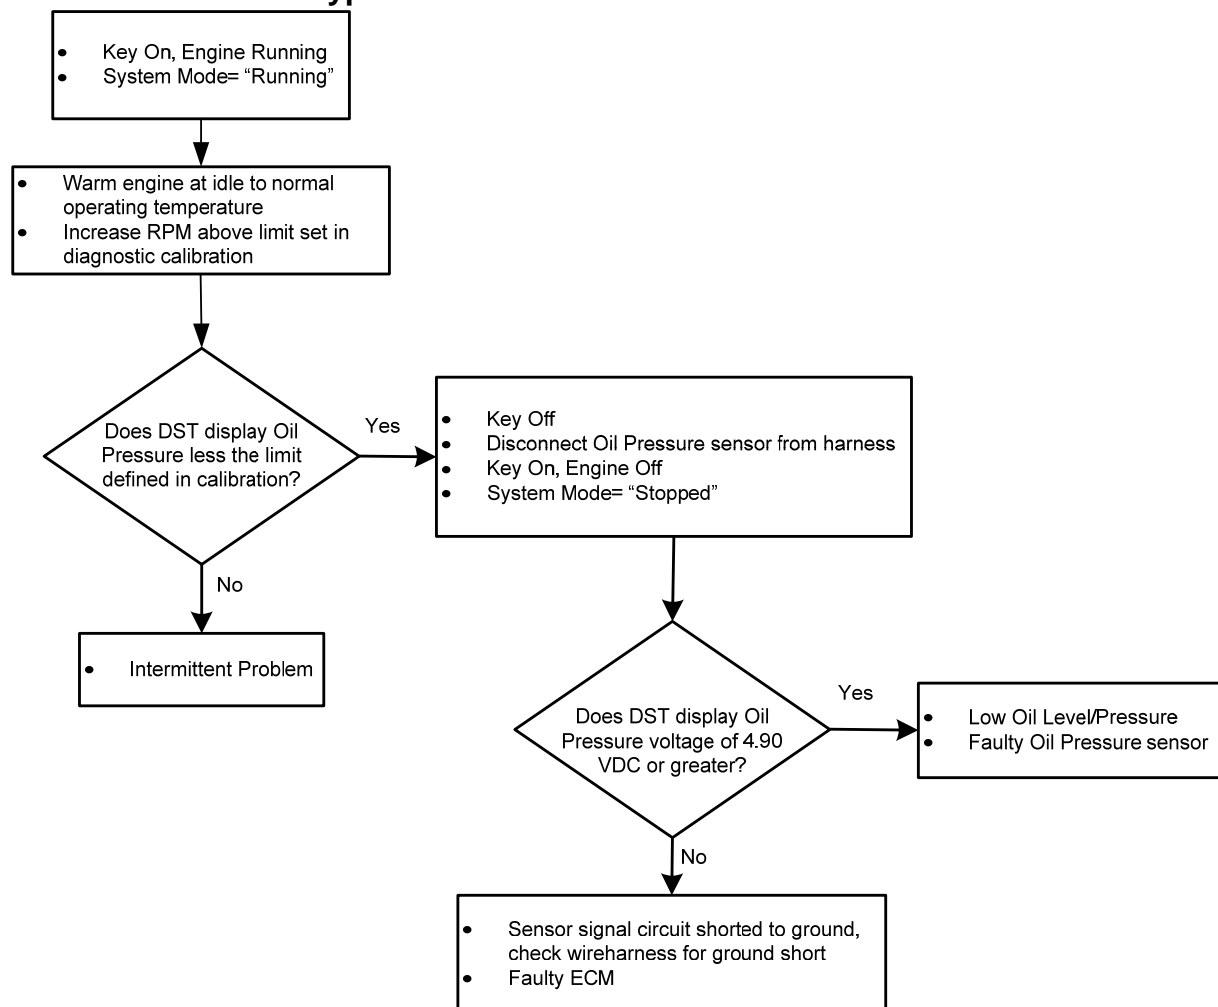 • Key On, Engine Running
• System Mode= “Running”
• Warm engine at idle to normal
operating temperature
• Increase RPM above limit set in
diagnostic calibration
Does DST display Oil
Pressure less the limit
defined in calibration?
Yes
• Key Off
• Disconnect Oil Pressure sensor from harness
• Key On, Engine Off
• System Mode= “Stopped”
No
• Intermittent Problem
Does DST display Oil
Pressure voltage of 4.90
VDC or greater?
Yes
• Low Oil Level/Pressure
• Faulty Oil Pressure sensor
No
• Sensor signal circuit shorted to ground,
check wireharness for ground short
• Faulty ECM